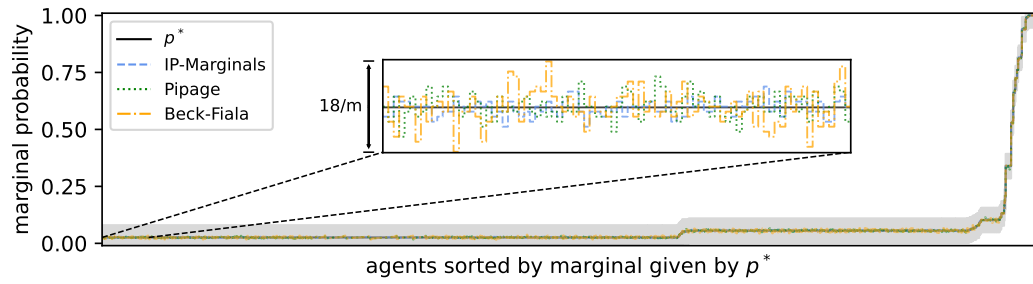 marginal probability
1.00
0.75
0.50
0.25
0.00
p*
IP-Marginals
Pipage
Beck-Fiala
18/m
agents sorted by marginal given by p*